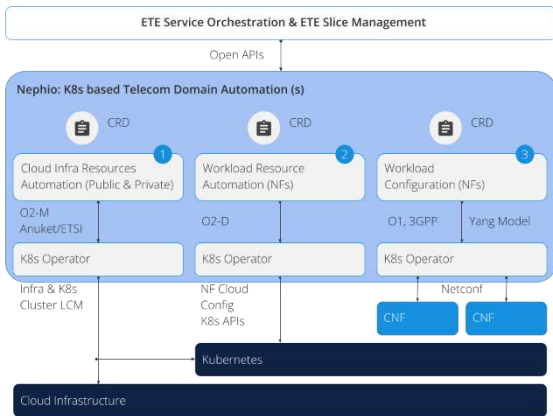 ETE Service Orchestration & ETE Slice Management
Open APIs
Nephio: K8s based Telecom Domain Automation (s)
CRD
CRD
CRD
1
2
3
Cloud Infra Resources
Automation (Public & Private)
Workload Resource
Automation (NFs)
Workload
Configuration (NFs)
O2-M
Anuket/ETSI
O2-D
O1, 3GPP
Yang Model
K8s Operator
K8s Operator
K8s Operator
Infra & K8s
Cluster LCM
NF Cloud
Config
K8s APIs
Netconf
CNF
CNF
Kubernetes
Cloud Infrastructure